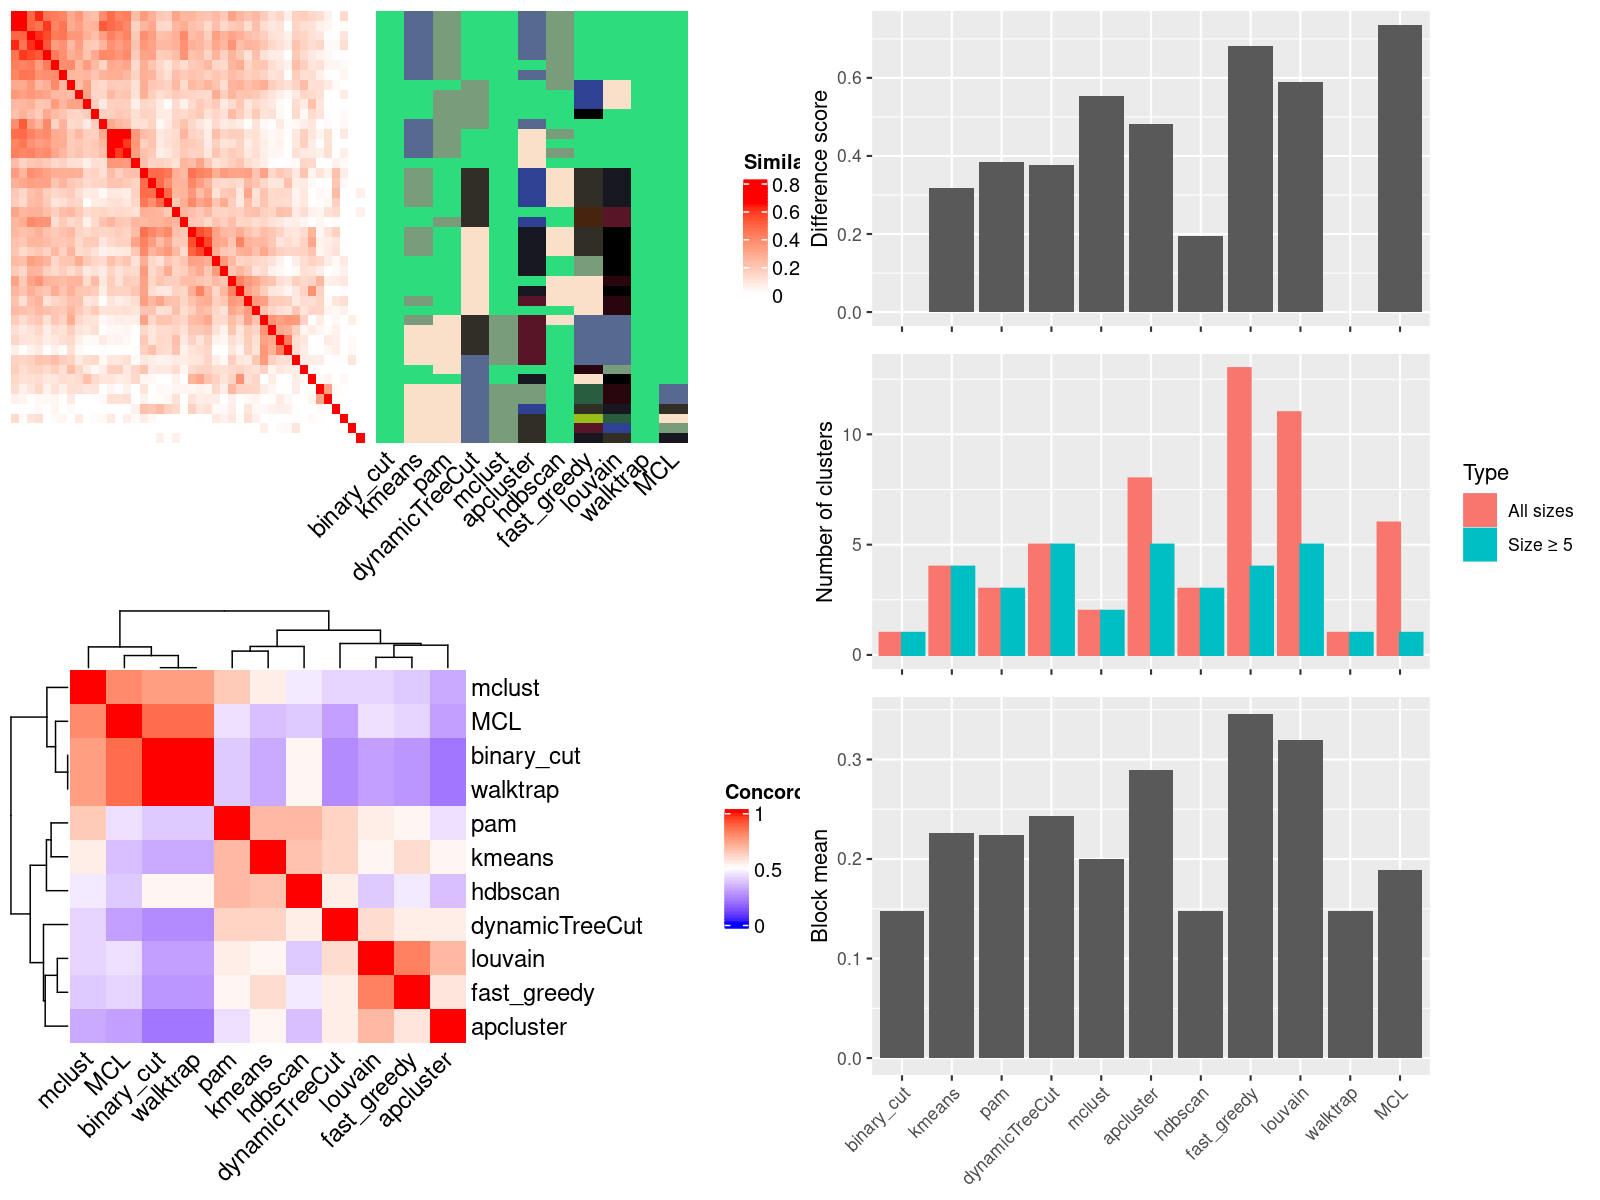 Simila
0.8
0.6
0.4
0.2
0
binary_cut
kmeans
pam
dynamicTreeCut
mclust
apcluster
hdbscan
fast_greedy
louvain
walktrap
MCL
mclust
MCL
binary_cut
walktrap
pam
kmeans
hdbscan
dynamicTreeCut
louvain
fast_greedy
apcluster
mclust
MCL
binary_cut
walktrap
pam
kmeans
hdbscan
dynamicTreeCut
louvain
fast_greedy
apcluster
Concord
1
0.5
0
Difference score
0.6
0.4
0.2
0.0
Number of clusters
10
5
0
Type
All sizes
Size ≥ 5
Block mean
0.3
0.2
0.1
0.0
binary_cut
kmeans
pam
dynamicTreeCut
mclust
apcluster
hdbscan
fast_greedy
louvain
walktrap
MCL